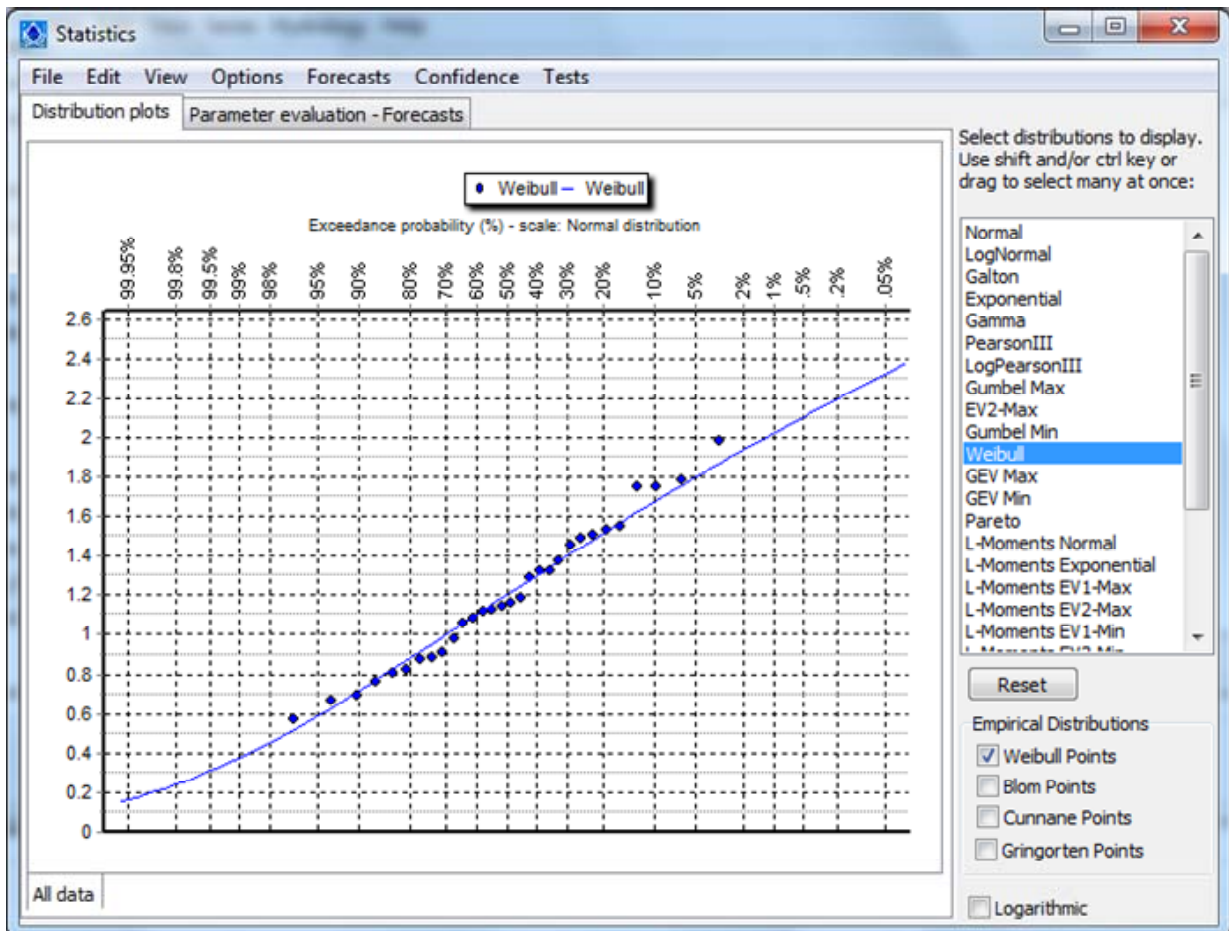 Statistics
File Edit View Options Forecasts Confidence Tests
Distribution plots Parameter evaluation - Forecasts
Weibull Weibull
Exceedance probability (%) - scale: Normal distribution
99.95% 99.8% 99.5% 99% 98% 95% 90% 80% 70% 60% 50% 40% 30% 20% 10% 5% 2% 1% .5% .2% .05%
2.6
2.4
2.2
2
1.8
1.6
1.4
1.2
1
0.8
0.6
0.4
0.2
0
All data
Select distributions to display.
Use shift and/or ctrl key or
drag to select many at once:
Normal
LogNormal
Galton
Exponential
Gamma
PearsonIII
LogPearsonIII
Gumbel Max
EV2-Max
Gumbel Min
Weibull
GEV Max
GEV Min
Pareto
L-Moments Normal
L-Moments Exponential
L-Moments EV1-Max
L-Moments EV2-Max
L-Moments EV1-Min
Reset
Empirical Distributions
Weibull Points
Blom Points
Cunnane Points
Gringorten Points
Logarithmic